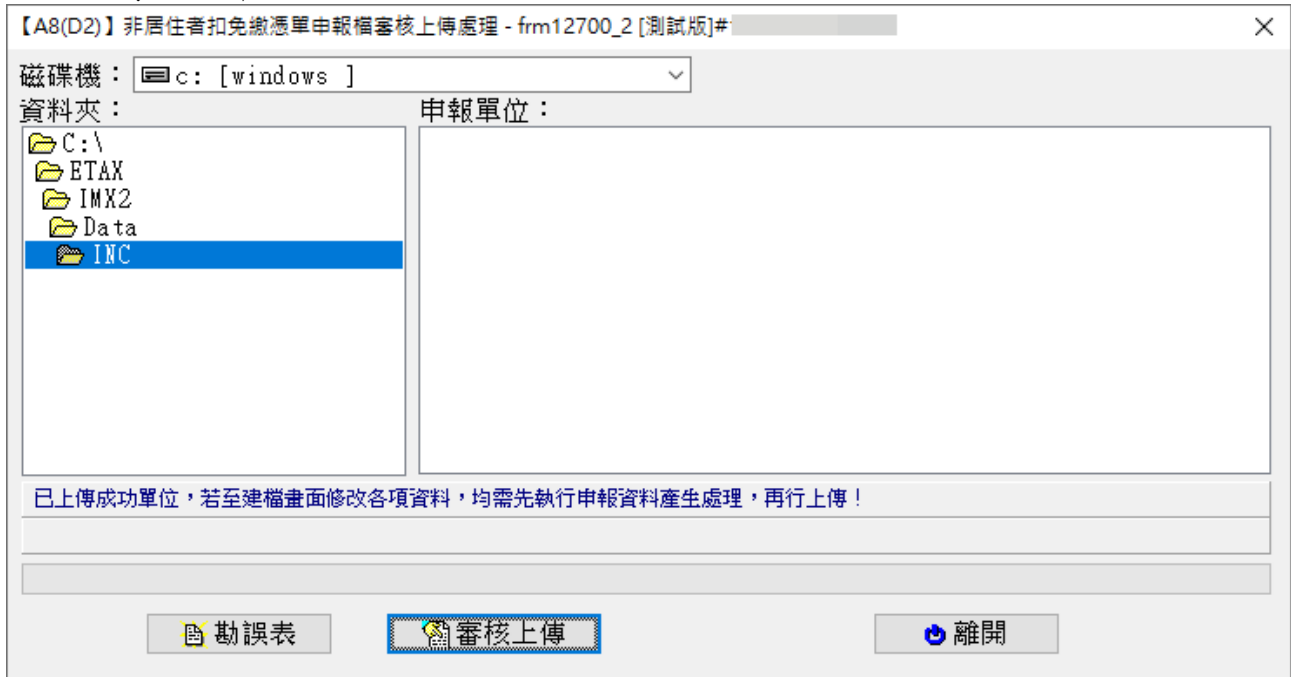 【A8(D2)】非居住者扣免繳憑單申報檔審核上傳處理 - frm12700_2 [測試版]#
磁碟機：
c: [windows ]
資料夾：
申報單位：
C:\
ETAX
IMX2
Data
INC
已上傳成功單位，若至建檔畫面修改各項資料，均需先執行申報資料產生處理，再行上傳！
勘誤表
審核上傳
離開